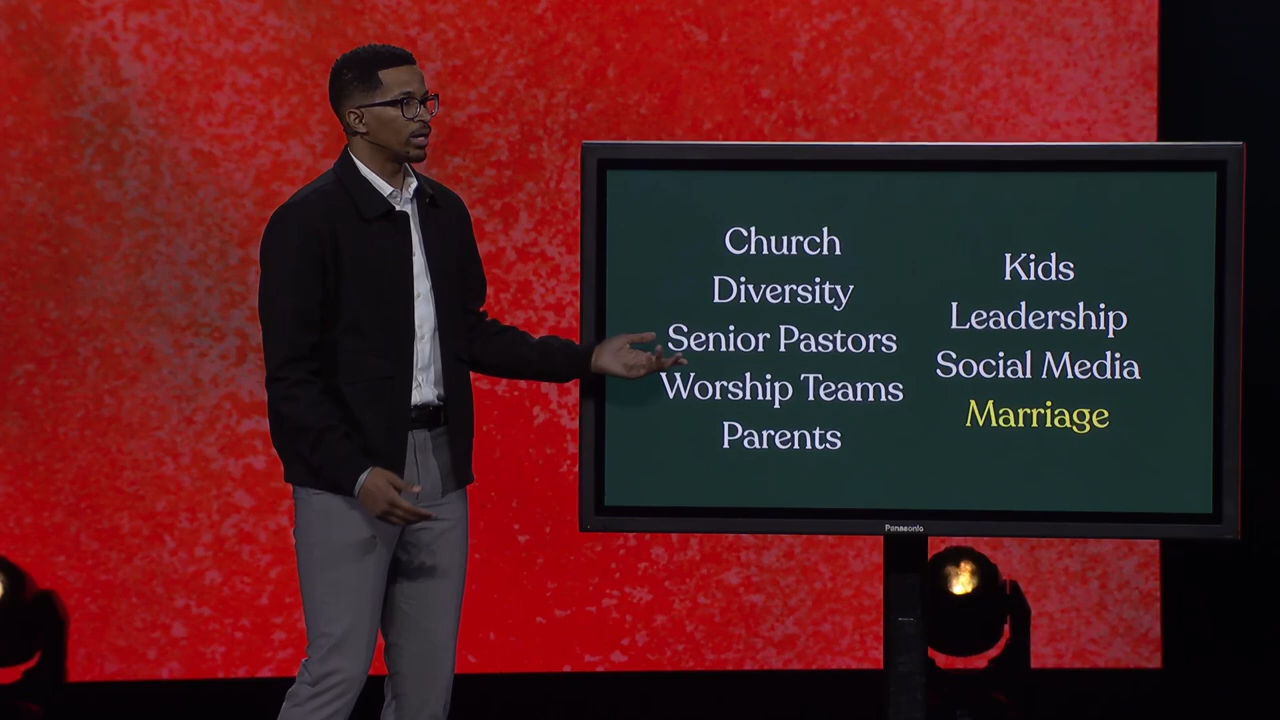 Church
Diversity
Senior Pastors
Worship Teams
Parents
Kids
Leadership
Social Media
Marriage
Panasonic